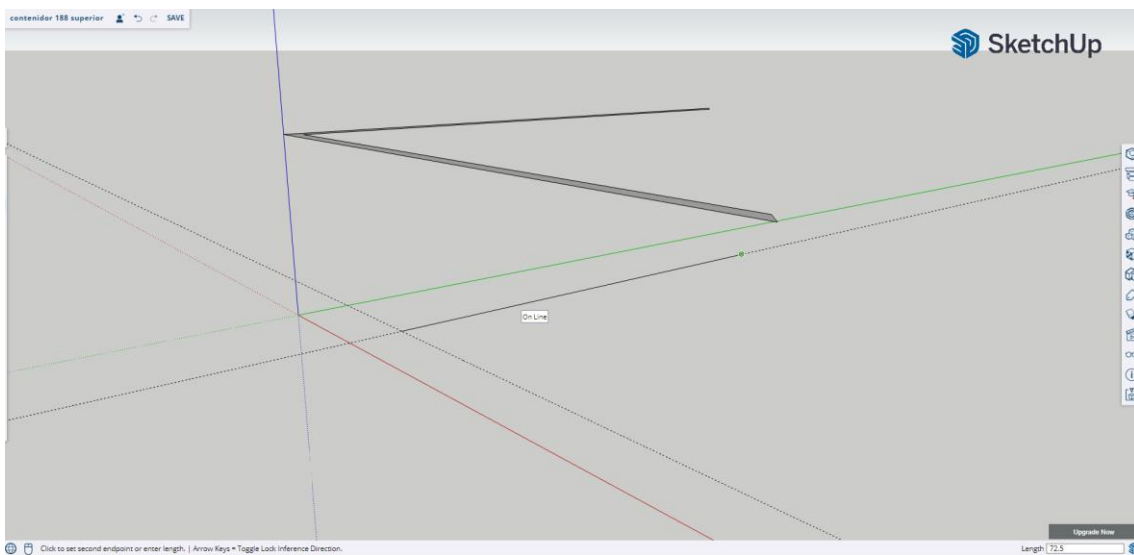 contenidor 188 superior SAVE
SketchUp
On Line
Upgrade Now
Click to set second endpoint or enter length. | Arrow Keys = Toggle Lock Inference Direction.
Length 72.5